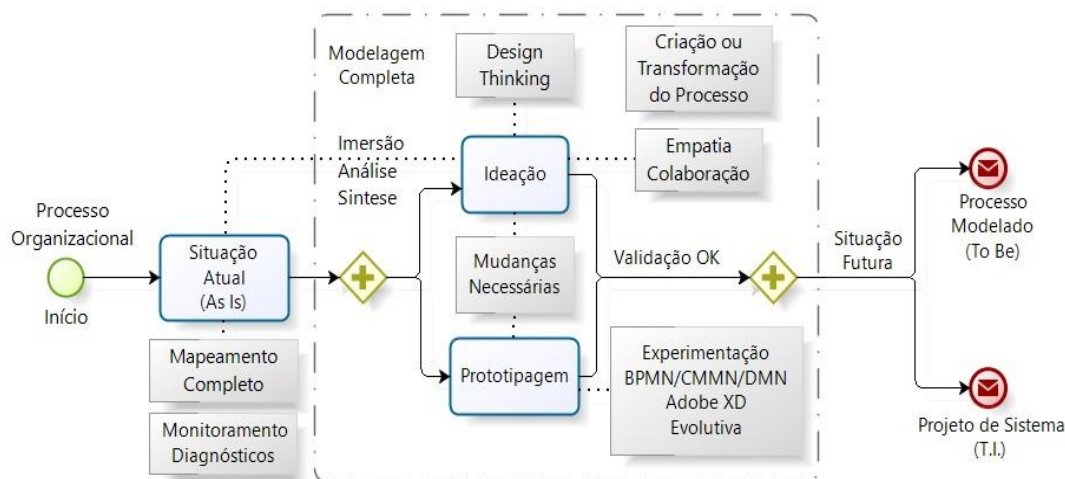 Processo
Organizacional
Início
Situação
Atual
(As Is)
Mapeamento
Completo
Monitoramento
Diagnósticos
Modelagem
Completa
Imersão
Análise
Sintese
Design
Thinking
Criação ou
Transformação
do Processo
Ideação
Empatia
Colaboração
Mudanças
Necessárias
Validação OK
Prototipagem
Experimentação
BPMN/CMMN/DMN
Adobe XD
Evolutiva
Situação
Futura
Processo
Modelado
(To Be)
Projeto de Sistema
(T.I.)